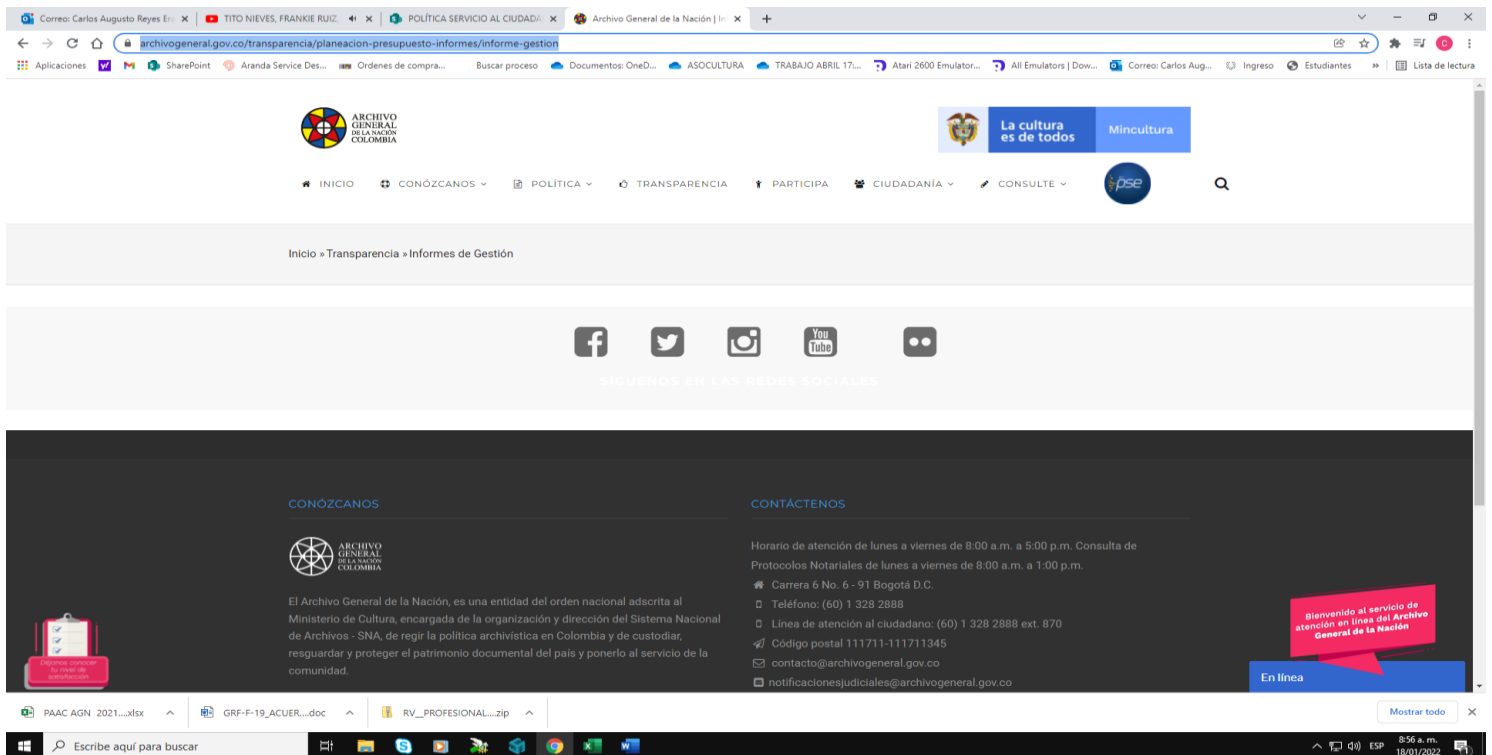 Correo: Carlos Augusto Reyes Er
TITO NIEVES, FRANKIE RUIZ,
POLÍTICA SERVICIO AL CIUDADA
Archivo General de la Nación | In
archivogeneral.gov.co/transparencia/planeacion-presupuesto-informes/informe-gestion
C
Aplicaciones
SharePoint
Aranda Service Des...
Ordenes de compra...
Buscar proceso
Documentos: OneD...
ASOCULTURA
TRABAJO ABRIL 17:...
Atari 2600 Emulator...
All Emulators | Dow...
Correo: Carlos Aug...
Ingreso
Estudiantes
»
Lista de lectura
ARCHIVO
GENERAL
DE LA NACIÓN
COLOMBIA
La cultura
es de todos
Mincultura
INICIO
CONÓZCANOS
POLÍTICA
TRANSPARENCIA
PARTICIPA
CIUDADANÍA
CONSULTE
pse
Inicio » Transparencia » Informes de Gestión
You
Tube
SÍGUENOS EN LAS REDES SOCIALES
CONÓZCANOS
ARCHIVO
GENERAL
DE LA NACIÓN
COLOMBIA
El Archivo General de la Nación, es una entidad del orden nacional adscrita al
Ministerio de Cultura, encargada de la organización y dirección del Sistema Nacional
de Archivos - SNA, de regir la política archivística en Colombia y de custodiar,
resguardar y proteger el patrimonio documental del país y ponerlo al servicio de la
comunidad.
CONTÁCTENOS
Horario de atención de lunes a viernes de 8:00 a.m. a 5:00 p.m. Consulta de
Protocolos Notariales de lunes a viernes de 8:00 a.m. a 1:00 p.m.
Carrera 6 No. 6 - 91 Bogotá D.C.
Teléfono: (60) 1 328 2888
Línea de atención al ciudadano: (60) 1 328 2888 ext. 870
Código postal 111711-111711345
contacto@archivogeneral.gov.co
notificacionesjudiciales@archivogeneral.gov.co
Déjanos conocer
tu nivel de
satisfacción
Bienvenido al servicio de
atención en línea del Archivo
General de la Nación
En línea
PAAC AGN 2021....xlsx
GRF-F-19_ACUER....doc
RV__PROFESIONAL....zip
Mostrar todo
Escribe aquí para buscar
ESP
8:56 a. m.
18/01/2022